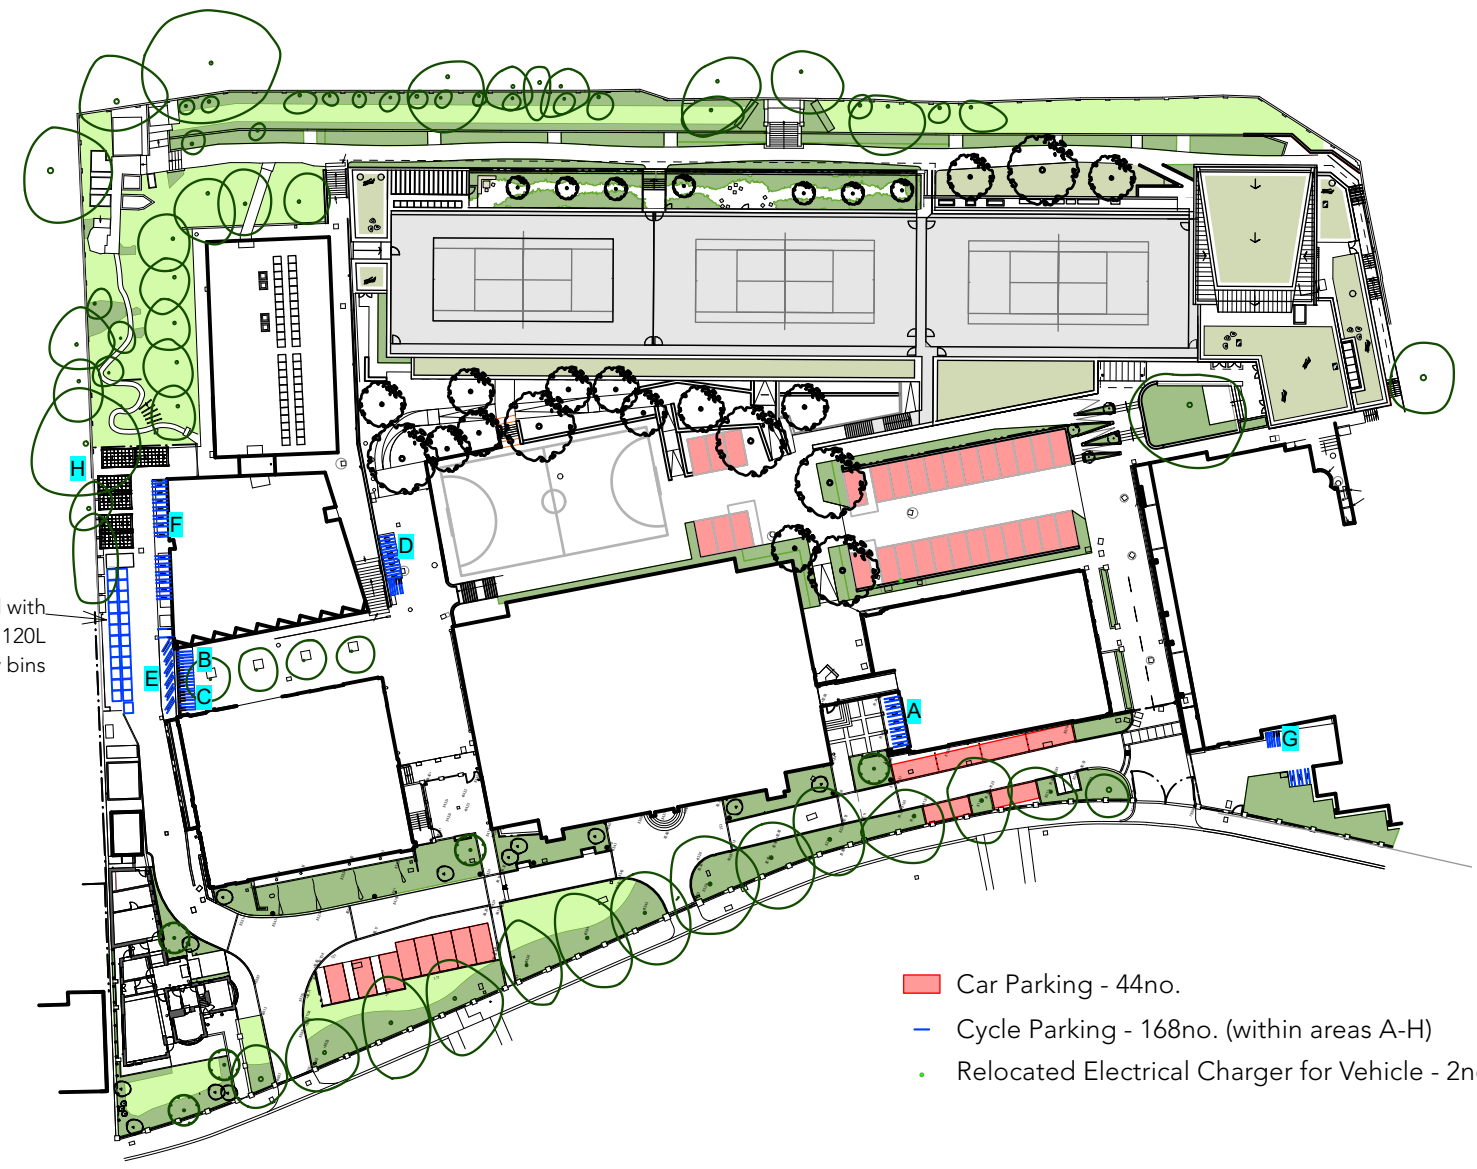 H
F
D
l with
120L
bins
B
E
C
A
G
Car Parking - 44no.
Cycle Parking - 168no. (within areas A-H)
Relocated Electrical Charger for Vehicle - 2n